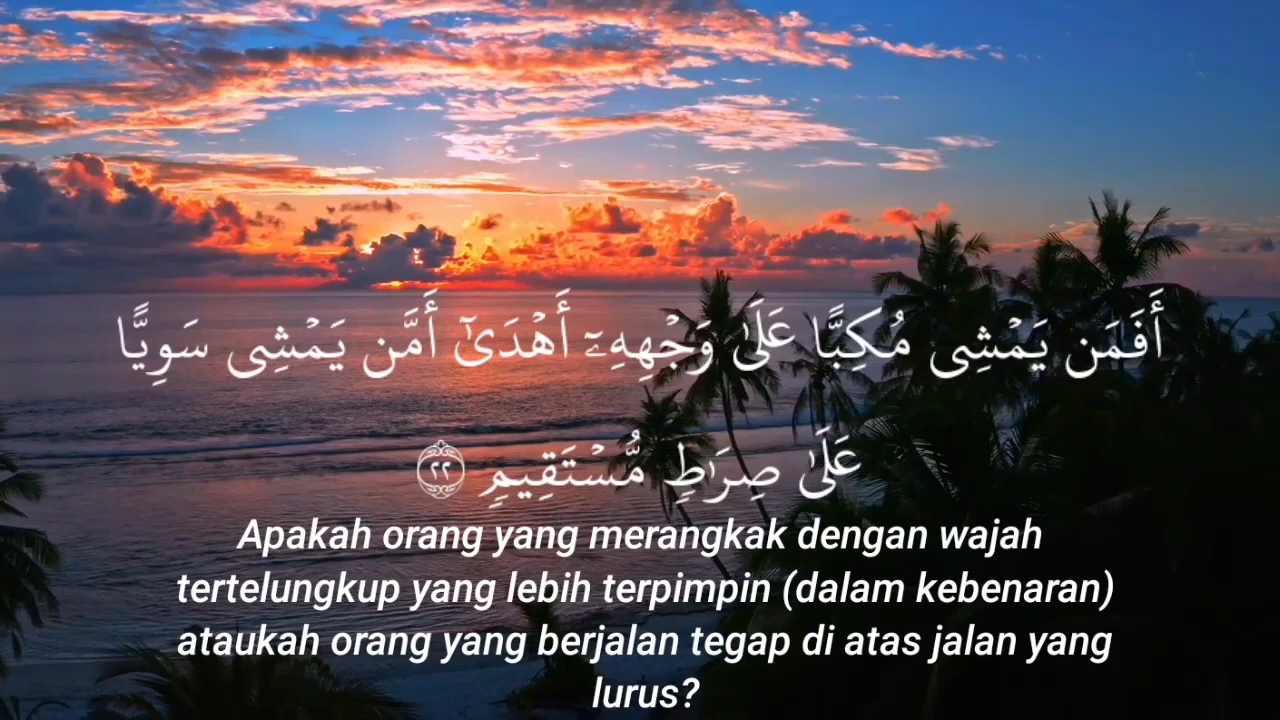 أَفَمَن يَمۡشِى مُكِبًّا عَلَىٰ وَجۡهِهِۦٓ أَهۡدَىٰٓ أَمَّن يَمۡشِى سَوِيًّا
عَلَىٰ صِرَٰطٍ مُّسۡتَقِيمٍ ٢٢
Apakah orang yang merangkak dengan wajah
tertelungkup yang lebih terpimpin (dalam kebenaran)
ataukah orang yang berjalan tegap di atas jalan yang
lurus?